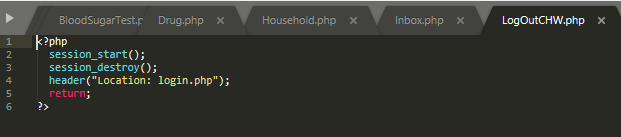 BloodSugarTest.p
Drug.php
Household.php
Inbox.php
LogOutCHW.php
1 <?php
2 session_start();
3 session_destroy();
4 header("Location: login.php");
5 return;
6 ?>